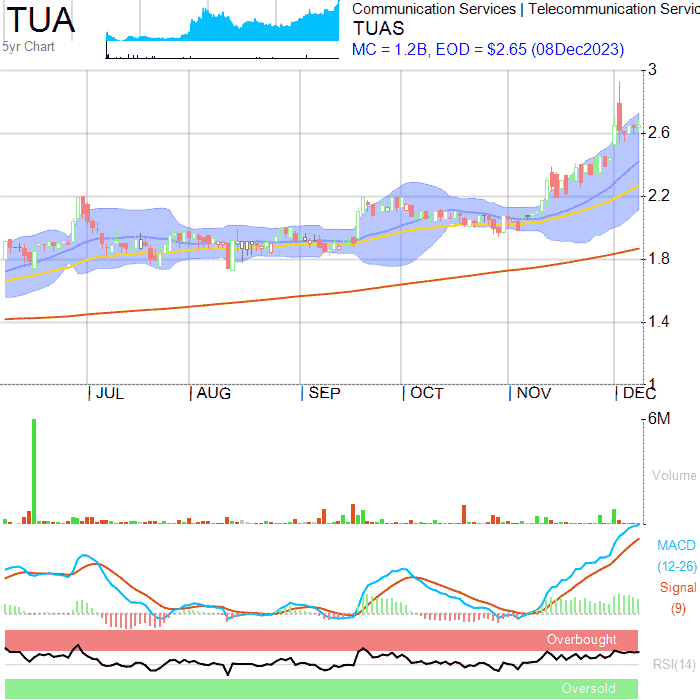 TUA
5yr Chart
Communication Services | Telecommunication Servic
TUAS
MC = 1.2B, EOD = $2.65 (08Dec2023)
3
2.6
2.2
1.8
1.4
1
JUL
AUG
SEP
OCT
NOV
DEC
6M
Volume
MACD
(12-26)
Signal
(9)
Overbought
RSI(14)
Oversold